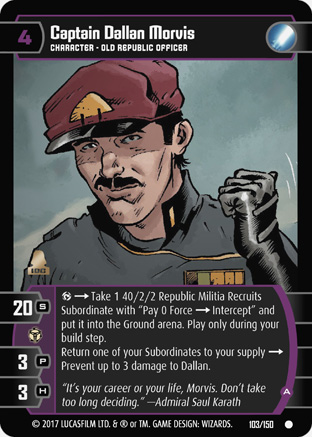 4
Captain Dallan Morvis
CHARACTER • OLD REPUBLIC OFFICER
20 S
3 P
3 H
→Take 1 40/2/2 Republic Militia Recruits
Subordinate with “Pay 0 Force → Intercept” and
put it into the Ground arena. Play only during your
build step.
Return one of your Subordinates to your supply →
Prevent up to 3 damage to Dallan.
“It's your career or your life, Morvis. Don't take
too long deciding.” —Admiral Saul Karath
A
© 2017 LUCASFILM LTD. & ® or TM. GAME DESIGN: WIZARDS.
103/150